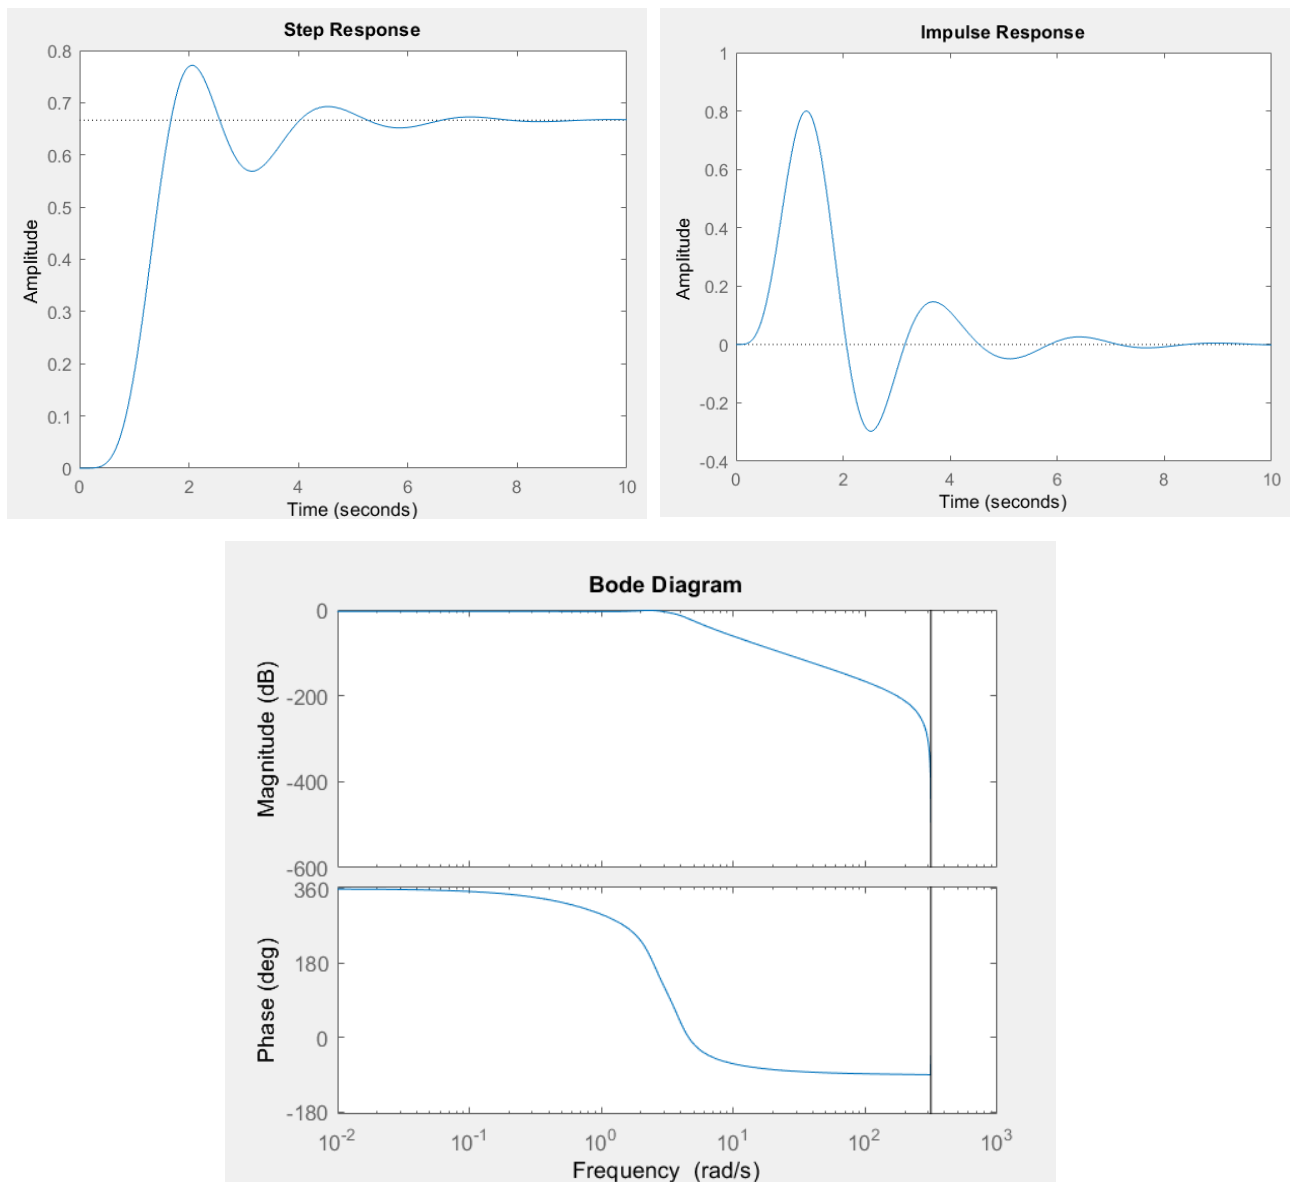 Step Response
0.8
0.7
0.6
0.5
0.4
0.3
0.2
0.1
0
Amplitude
0 2 4 6 8 10
Time (seconds)
Impulse Response
1
0.8
0.6
0.4
0.2
0
-0.2
-0.4
Amplitude
0 2 4 6 8 10
Time (seconds)
Bode Diagram
0
-200
-400
-600
Magnitude (dB)
360
180
0
-180
Phase (deg)
10^-2 10^-1 10^0 10^1 10^2 10^3
Frequency (rad/s)